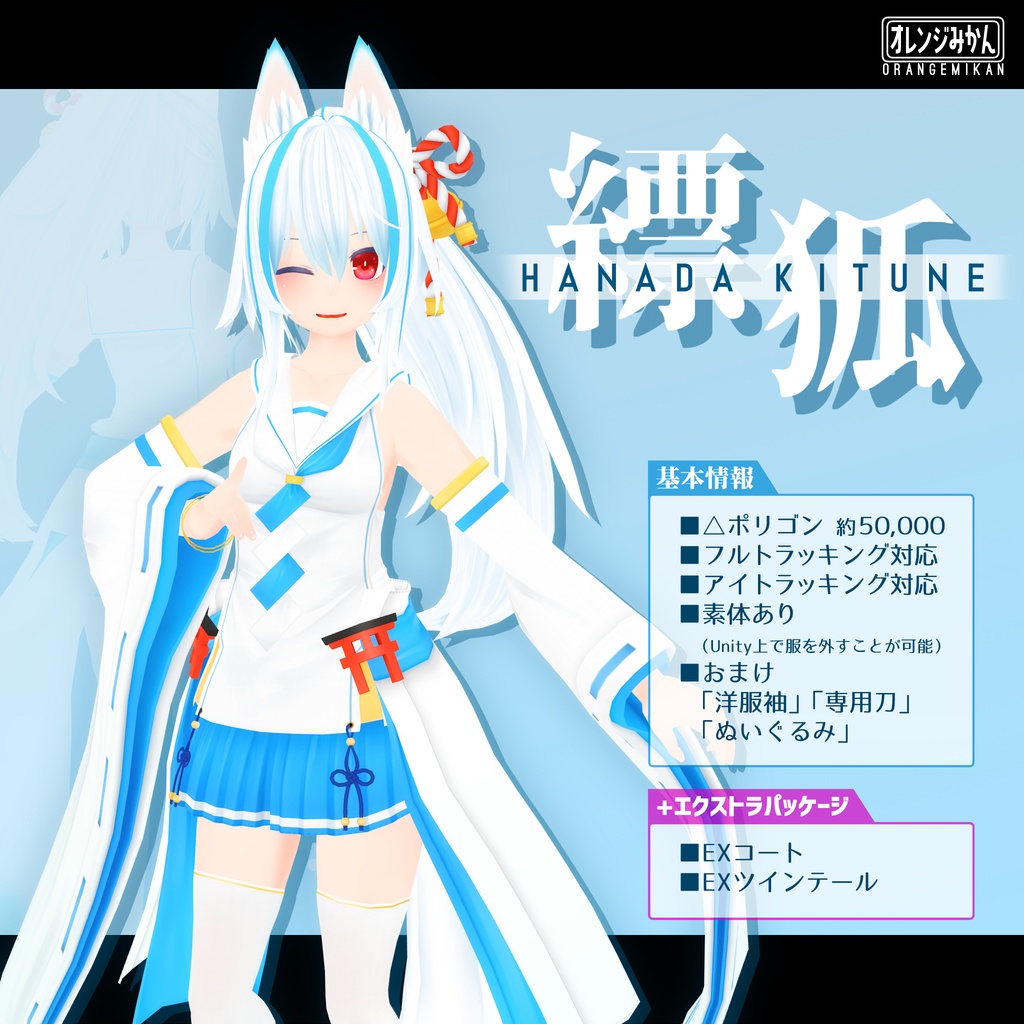 オレンジみかん
ORANGEMIKAN
縹狐
HANADA KITUNE
基本情報
■△ポリゴン 約50,000
■フルトラッキング対応
■アイトラッキング対応
■素体あり
（Unity上で服を外すことが可能）
■おまけ
「洋服袖」「専用刀」
「ぬいぐるみ」
+エクストラパッケージ
■EXコート
■EXツインテール